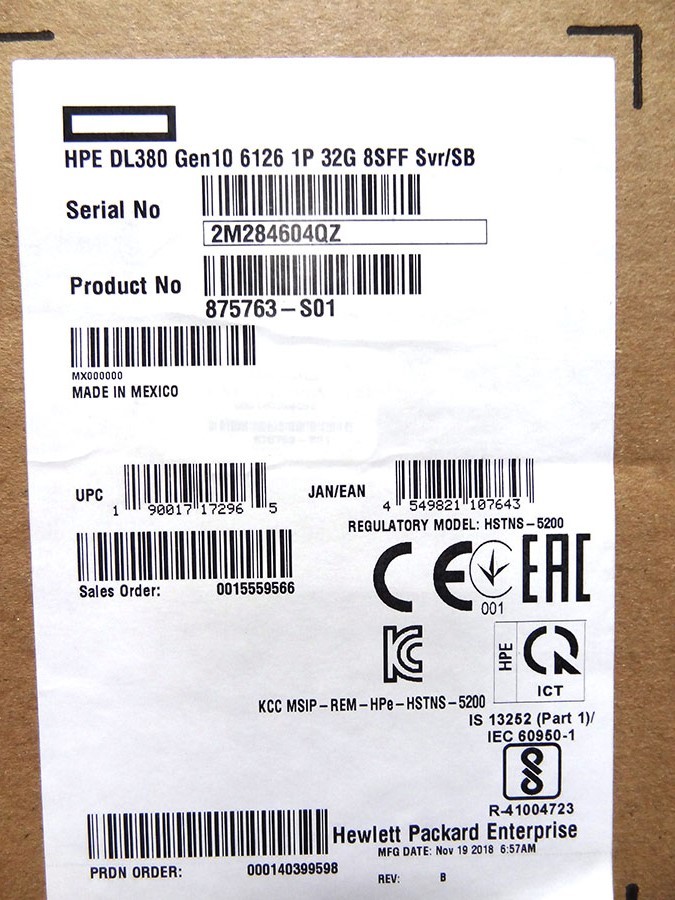 HPE DL380 Gen10 6126 1P 32G 8SFF Svr/SB
Serial No
2M284604QZ
Product No
875763-S01
MX000000
MADE IN MEXICO
UPC 1 90017 17296 5
JAN/EAN 4 549821 107643
REGULATORY MODEL: HSTNS-5200
Sales Order: 0015559566
CE
001
EAC
KC
HPE
ICT
KCC MSIP-REM-HPe-HSTNS-5200
IS 13252 (Part 1)/
IEC 60950-1
R-41004723
Hewlett Packard Enterprise
MFG DATE: Nov 19 2018 6:57AM
PRDN ORDER: 000140399598
REV: B